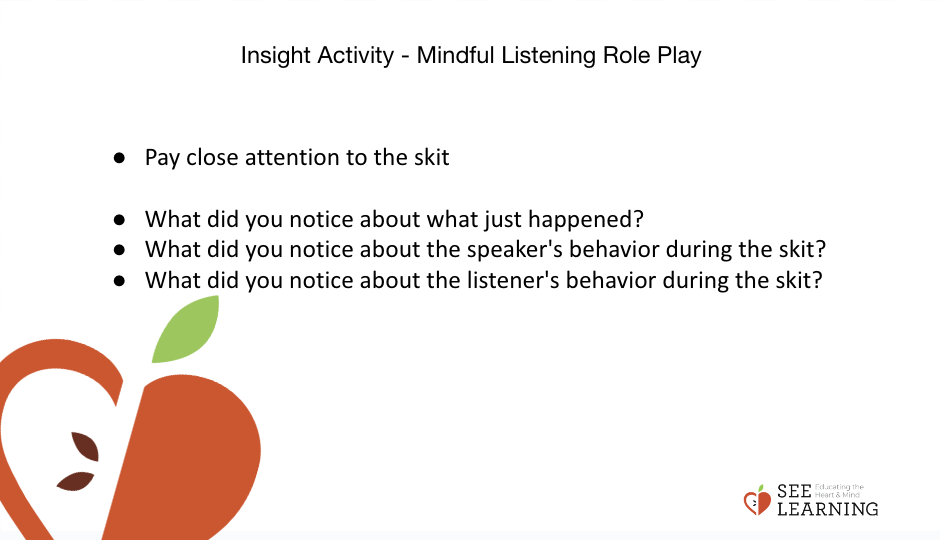 Insight Activity - Mindful Listening Role Play
● Pay close attention to the skit
● What did you notice about what just happened?
● What did you notice about the speaker's behavior during the skit?
● What did you notice about the listener's behavior during the skit?
SEE Educating the
Heart & Mind
LEARNING